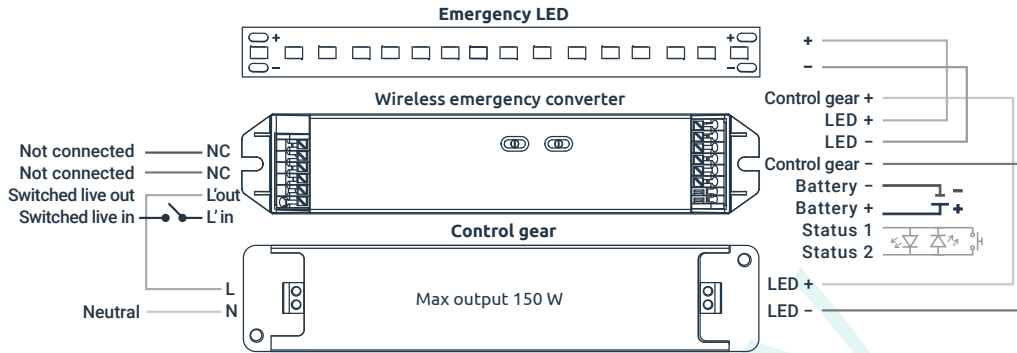 Emergency LED
+ +
- -
+
-
Wireless emergency converter
Control gear +
LED +
LED -
Control gear -
Battery - -
Battery + +
Status 1
Status 2
Not connected NC
Not connected NC
Switched live out L'out
Switched live in L' in
Control gear
L
Neutral N
Max output 150 W
LED +
LED -